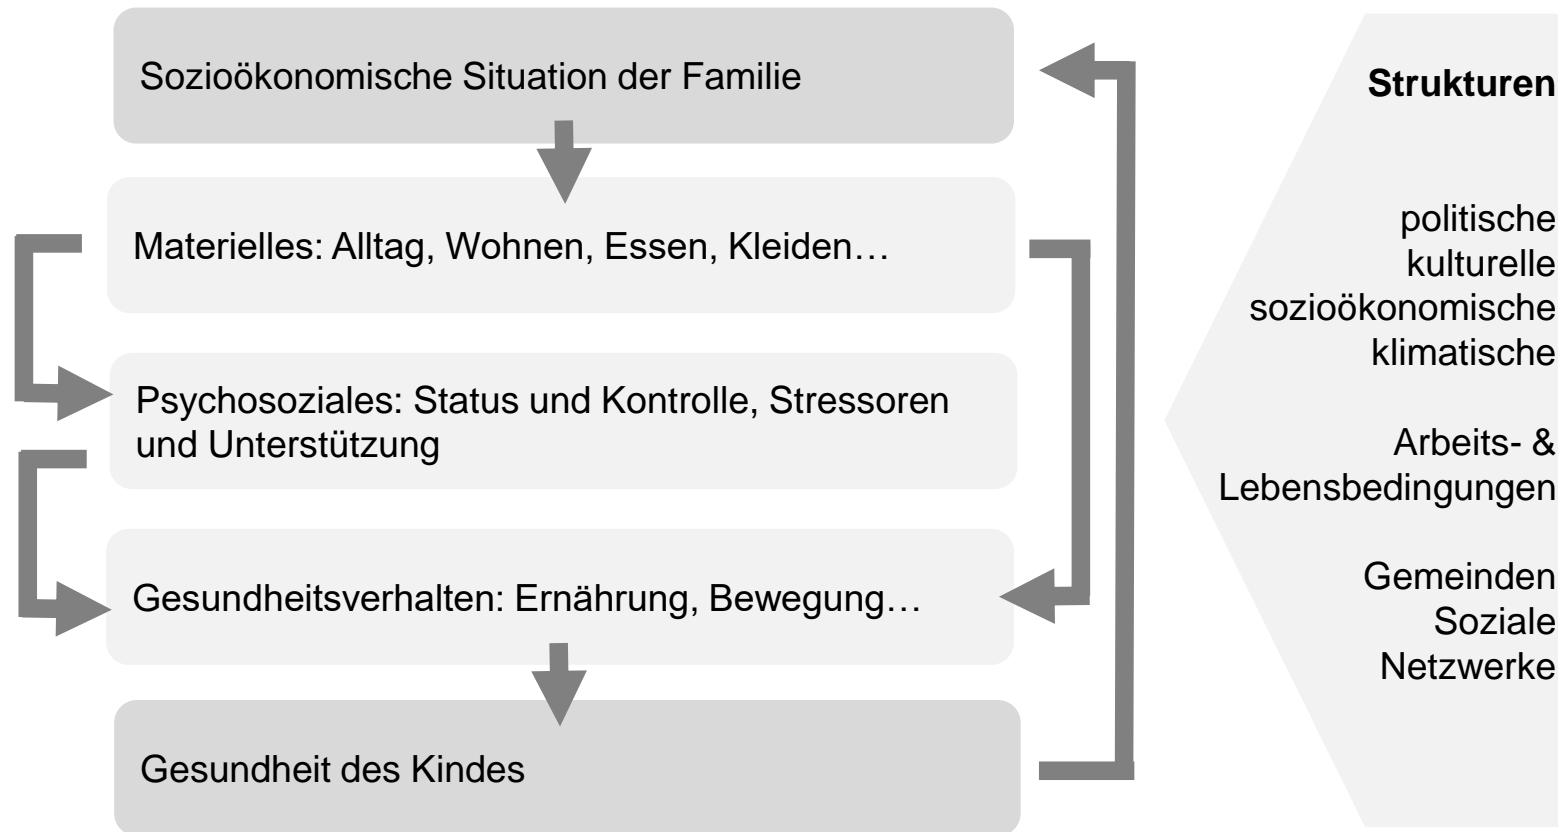 Sozioökonomische Situation der Familie
Materielles: Alltag, Wohnen, Essen, Kleiden…
Psychosoziales: Status und Kontrolle, Stressoren
und Unterstützung
Gesundheitsverhalten: Ernährung, Bewegung…
Gesundheit des Kindes
Strukturen
politische
kulturelle
sozioökonomische
klimatische
Arbeits- &
Lebensbedingungen
Gemeinden
Soziale
Netzwerke